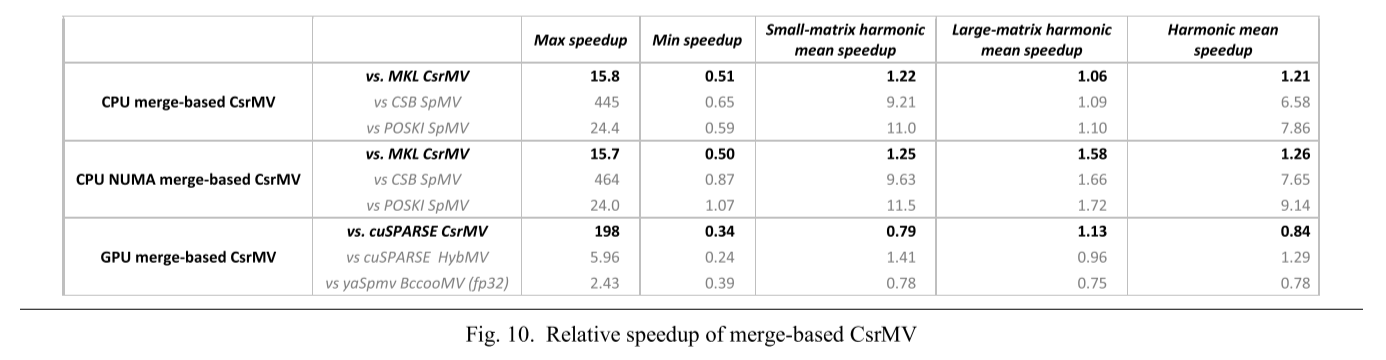 Max speedup Min speedup Small-matrix harmonic mean speedup Large-matrix harmonic mean speedup Harmonic mean speedup
CPU merge-based CsrMV
vs. MKL CsrMV 15.8 0.51 1.22 1.06 1.21
vs CSB SpMV 445 0.65 9.21 1.09 6.58
vs POSKI SpMV 24.4 0.59 11.0 1.10 7.86
CPU NUMA merge-based CsrMV
vs. MKL CsrMV 15.7 0.50 1.25 1.58 1.26
vs CSB SpMV 464 0.87 9.63 1.66 7.65
vs POSKI SpMV 24.0 1.07 11.5 1.72 9.14
GPU merge-based CsrMV
vs. cuSPARSE CsrMV 198 0.34 0.79 1.13 0.84
vs cuSPARSE HybMV 5.96 0.24 1.41 0.96 1.29
vs yaSpmv BccooMV (fp32) 2.43 0.39 0.78 0.75 0.78
Fig. 10. Relative speedup of merge-based CsrMV